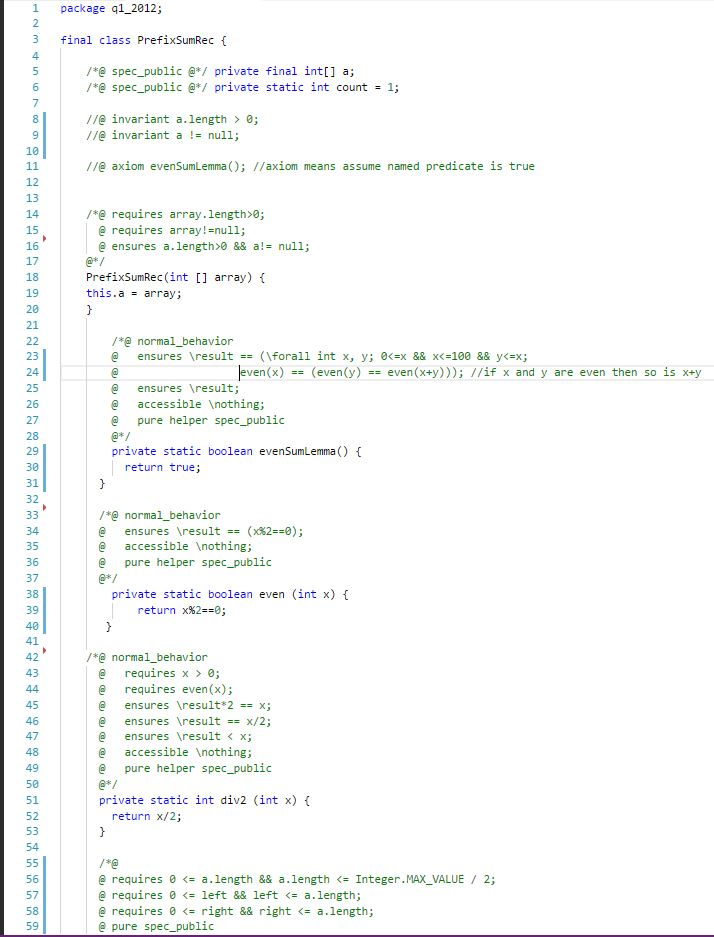 1 package q1_2012;
2
3 final class PrefixSumRec {
4
5 /*@ spec_public @*/ private final int[] a;
6 /*@ spec_public @*/ private static int count = 1;
7
8 //@ invariant a.length > 0;
9 //@ invariant a != null;
10
11 //@ axiom evenSumLemma(); //axiom means assume named predicate is true
12
13
14 /*@ requires array.length>0;
15 @ requires array!=null;
16 @ ensures a.length>0 && a!= null;
17 @*/
18 PrefixSumRec(int [] array) {
19 this.a = array;
20 }
21
22 /*@ normal_behavior
23 @ ensures \result == (\forall int x, y; 0<=x && x<=100 && y<=x;
24 @ even(x) == (even(y) == even(x+y))); //if x and y are even then so is x+y
25 @ ensures \result;
26 @ accessible \nothing;
27 @ pure helper spec_public
28 @*/
29 private static boolean evenSumLemma() {
30 return true;
31 }
32
33 /*@ normal_behavior
34 @ ensures \result == (x%2==0);
35 @ accessible \nothing;
36 @ pure helper spec_public
37 @*/
38 private static boolean even (int x) {
39 return x%2==0;
40 }
41
42 /*@ normal_behavior
43 @ requires x > 0;
44 @ requires even(x);
45 @ ensures \result*2 == x;
46 @ ensures \result == x/2;
47 @ ensures \result < x;
48 @ accessible \nothing;
49 @ pure helper spec_public
50 @*/
51 private static int div2 (int x) {
52 return x/2;
53 }
54
55 /*@
56 @ requires 0 <= a.length && a.length <= Integer.MAX_VALUE / 2;
57 @ requires 0 <= left && left <= a.length;
58 @ requires 0 <= right && right <= a.length;
59 @ pure spec_public